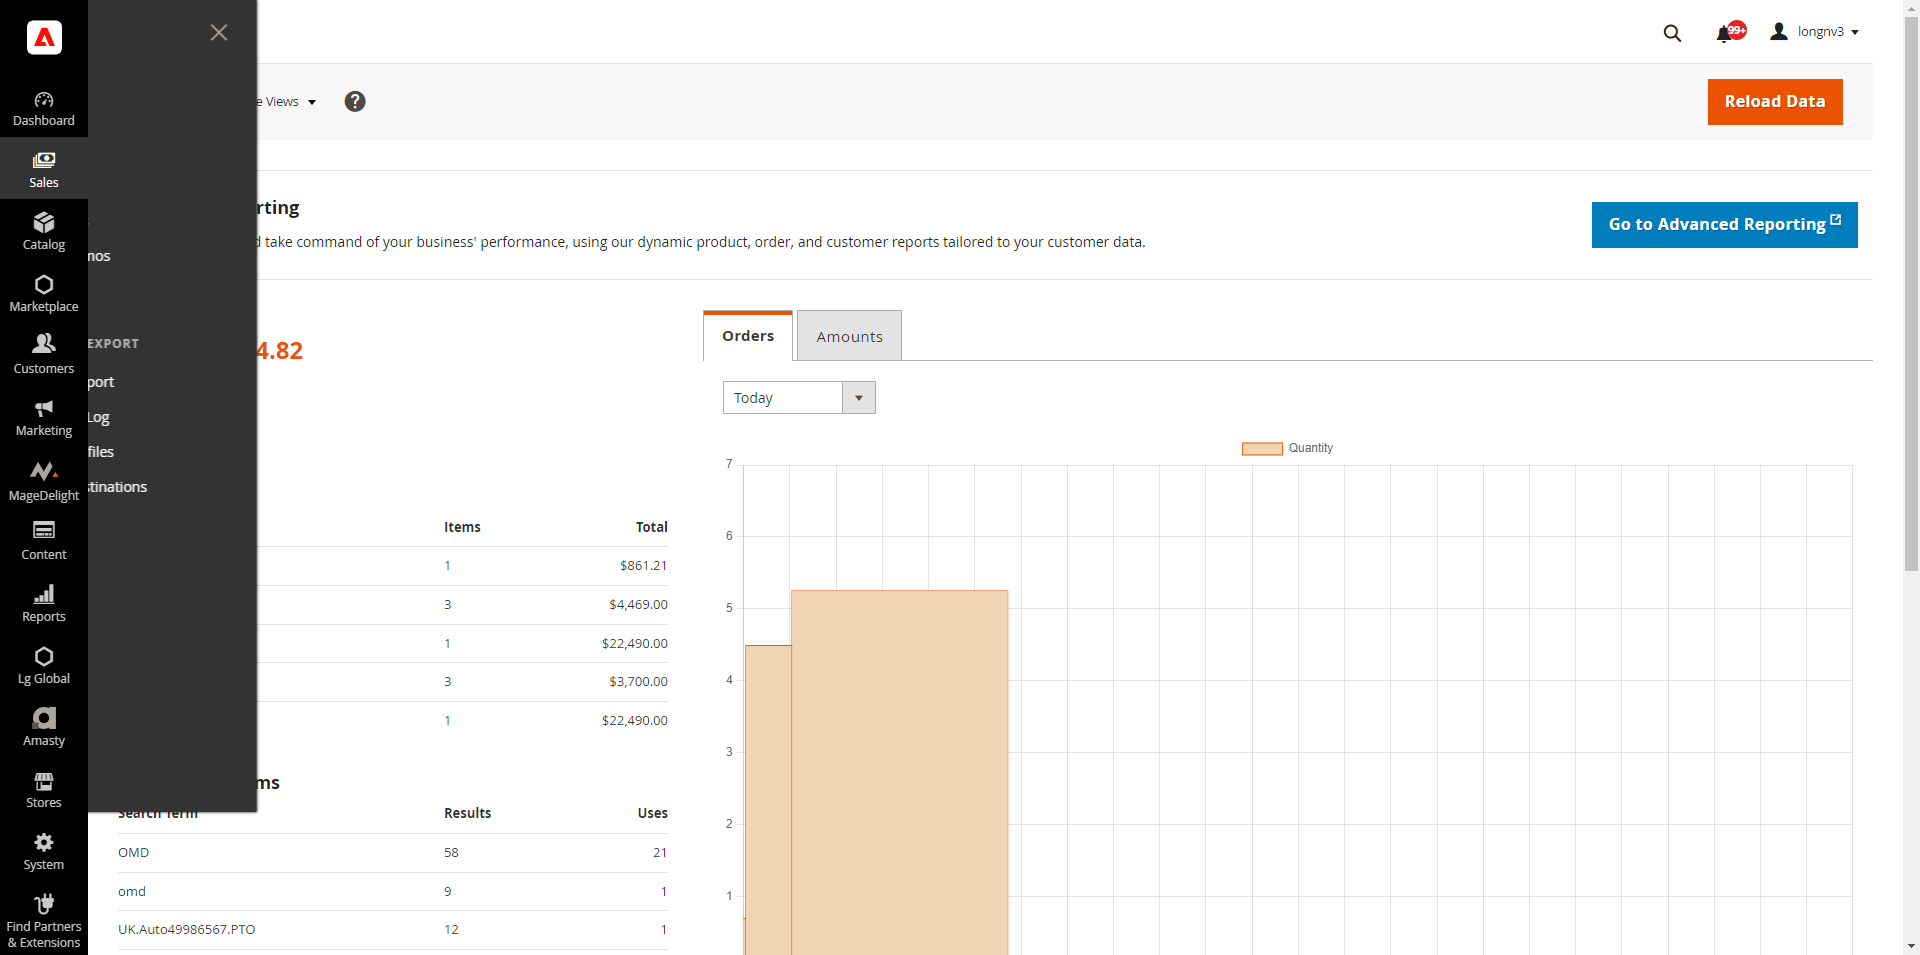 99+
longnv3
Dashboard
Sales
Catalog
Marketplace
Customers
Marketing
MageDelight
Content
Reports
Lg Global
Amasty
Stores
System
Find Partners
& Extensions
mos
EXPORT
port
Log
files
stinations
e Views
Reload Data
rting
d take command of your business' performance, using our dynamic product, order, and customer reports tailored to your customer data.
Go to Advanced Reporting
4.82
Orders
Amounts
Today
Quantity
7
6
5
4
3
2
1
Items Total
1 $861.21
3 $4,469.00
1 $22,490.00
3 $3,700.00
1 $22,490.00
ms
Search Term Results Uses
OMD 58 21
omd 9 1
UK.Auto49986567.PTO 12 1